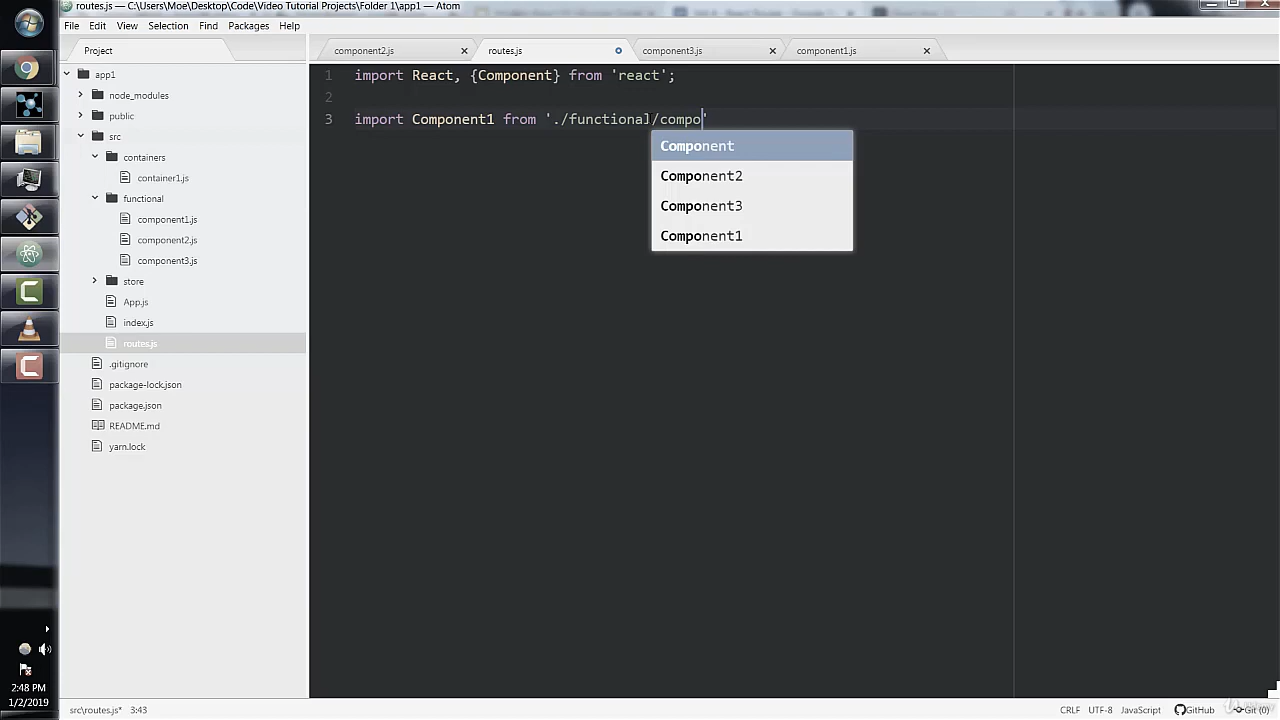 routes.js — C:\Users\Moe\Desktop\Code\Video Tutorial Projects\Folder 1\app1 — Atom
File Edit View Selection Find Packages Help
Project
component2.js
routes.js
component3.js
component1.js
app1
node_modules
public
src
containers
container1.js
functional
component1.js
component2.js
component3.js
store
App.js
index.js
routes.js
.gitignore
package-lock.json
package.json
README.md
yarn.lock
1 import React, {Component} from 'react';
2
3 import Component1 from './functional/compo'
Component
Component2
Component3
Component1
2:48 PM
1/2/2019
src\routes.js* 3:43
CRLF UTF-8 JavaScript GitHub Git (0)